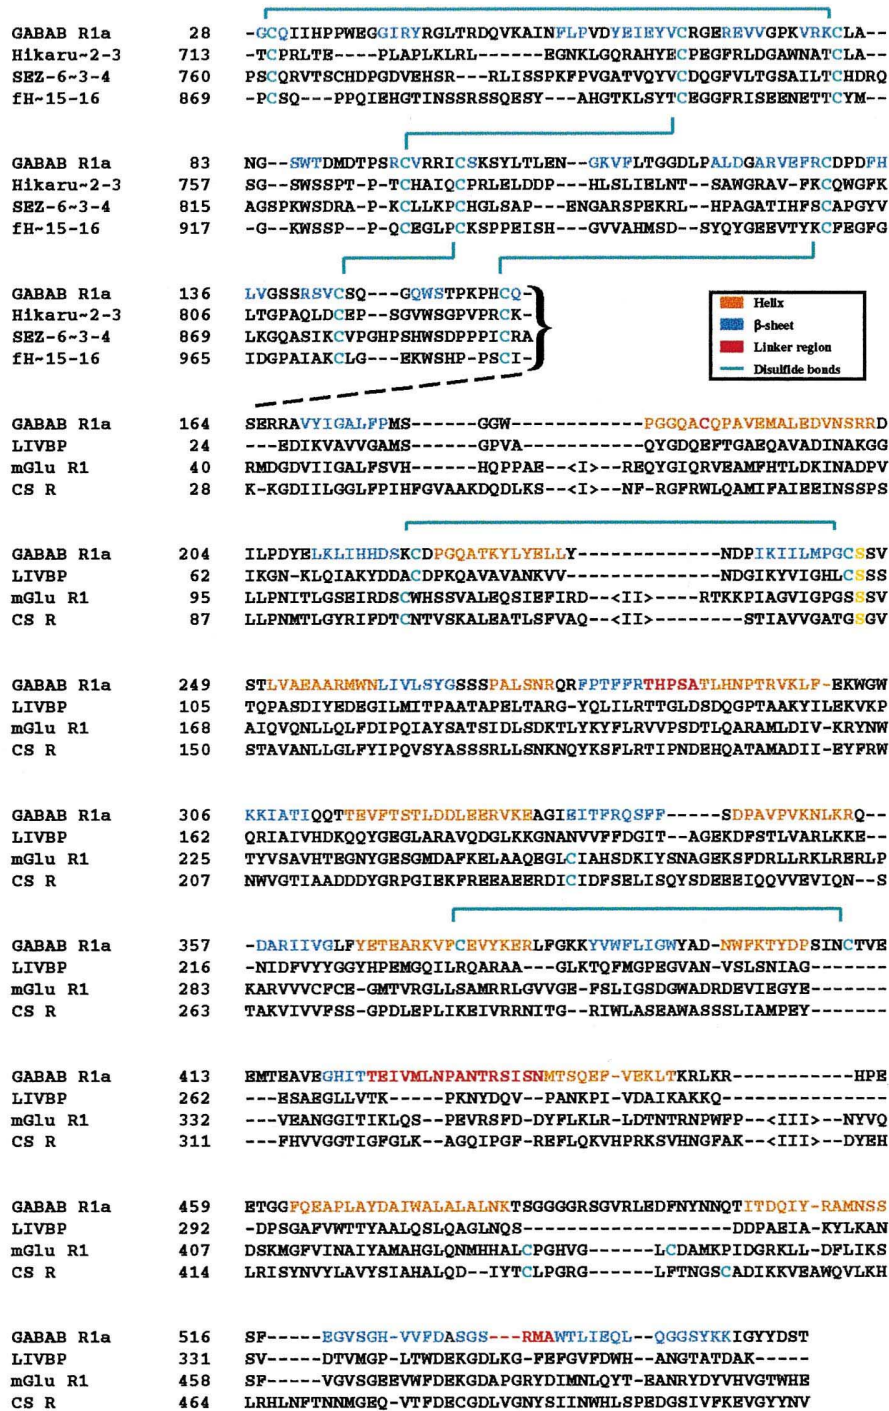 GABAB R1a 28 -GCQIIHPPWEGGIRYRGLTRDQVKAINFLPVDYEIEYVCRGEREVVGPKVRKCLA--
Hikaru~2-3 713 -TCPRLTE----PLAPLKLRL-----EGNKLGQRAHYECPEGFRLDGAWNATCLA--
SEZ-6~3-4 760 PSCQRVTSCHDPGDVEHSR---RLISSPKFPVGATVQYVCDQGFVLTGSAILTCHDRQ
fH~15-16 869 -PCSQ---PPQIEHGTINSSRSSQESY----AHGTKLSYTCEGGFRISEENETTCYM--
GABAB R1a 83 NG--SWTDMDTPSRCVRRICSKSYLTLEN--GKVFLTGGDLPALDGARVEFRCDPDFH
Hikaru~2-3 757 SG--SWSSPT-P-TCHAIQCPRLELDDP---HLSLIELNT--SAWGRAV-FKCQWGFK
SEZ-6~3-4 815 AGSPKWSDRA-P-KCLLKPCHGLSAP---ENGARSPEKRL--HPAGATIHFSCAPGYV
fH~15-16 917 -G--KWSSP--P-QCEGLPCKSPPEISH---GVVAHMSD--SYQYGEEVTYKCFEGFG
GABAB R1a 136 LVGSSRSVCSQ---GQWSTPKPHCQ-
Hikaru~2-3 806 LTGPAQLDCEP--SGVWSGPVPRCK-
SEZ-6~3-4 869 LKGQASIKCVPGHPSHWSDPPPICRA
fH~15-16 965 IDGPAIAKCLG---EKWSHP-PSCI-
Helix
β-sheet
Linker region
Disulfide bonds
GABAB R1a 164 SERRAVYIGALFPMS------GGW--------------PGGQACQPAVEMALEDVNSRRD
LIVBP 24 ---EDIKVAVVGAMS------GPVA-------------QYGDQEFTGAEQAVADINAKGG
mGlu R1 40 RMDGDVIIGALFSVH------HQPPAE--<I>--REQYGIQRVEAMFHTLDKINADPV
CS R 28 K-KGDIILGGLFPIHFGVAAKDQDLKS--<I>--NF-RGFRWLQAMIFAIEEINSSPS
GABAB R1a 204 ILPDYELKLIHHDSKCDPGQATKYLYELLY-------------NDPIKIILMPGCSSV
LIVBP 62 IKGN-KLQIAKYDDACDPKQAVAVANKVV--------------NDGIKYVIGHLCSSS
mGlu R1 95 LLPNITLGSEIRDSCWHSSVALEQSIEFIRD--<II>----RTKKPIAGVIGPGSSSV
CS R 87 LLPNMTLGYRIFDTCNTVSKALEATLSFVAQ--<II>-------STIAVVGATGSGV
GABAB R1a 249 STLVAEAARMWNLIVLSYGSSSPALSNRQRFPTFFRTHPSATLHNPTRVKLF-EKWGW
LIVBP 105 TQPASDIYEDEGILMITPAATAPELTARG-YQLILRTTGLDSDQGPTAAKYILEKVKP
mGlu R1 168 AIQVQNLLQLFDIPQIAYSATSIDLSDKTLYKYFLRVVPSDTLQARAMLDIV-KRYNW
CS R 150 STAVANLLGLFYIPQVSYASSSRLLSNKNQYKSFLRTIPNDEHQATAMADII-EYFRW
GABAB R1a 306 KKIATIQQTTEVFTSTLDDLEERVKEAGIEITFRQSFF-----SDPAVPVKNLKRQ--
LIVBP 162 QRIAIVHDKQQYGEGLARAVQDGLKKGNANVVFFDGIT--AGEKDFSTLVARLKKE--
mGlu R1 225 TYVSAVHTEGNYGESGMDAFKELAAQEGLCIAHSDKIYSNAGEKSFDRLLRKLRERLP
CS R 207 NWVGTIAADDDYGRPGIEKFREEAEERDICIDFSELISQYSDEEEIQQVVEVIQN--S
GABAB R1a 357 -DARIIVGLFYETEARKVFCEVYKERLFGKKYVWFLIGWYAD-NWFKTYDPSINCTVE
LIVBP 216 -NIDFVYYGGYHPEMGQILRQARAA---GLKTQFMGPEGVAN-VSLSNIAG-------
mGlu R1 283 KARVVVCFCE-GMTVRGLLSAMRRLGVVGE-FSLIGSDGWADRDEVIEGYE-------
CS R 263 TAKVIVVFSS-GPDLEPLIKEIVRRNITG--RIWLASEAWASSSLIAMPEY-------
GABAB R1a 413 EMTEAVEGHITTEIVMLNPANTRSISNMTSQEF-VEKLTKRLKR-----------HPE
LIVBP 262 ---ESAEGLLVTK-----PKNYDQV--PANKPI-VDAIKAKKQ---------------
mGlu R1 332 ---VEANGGITIKLQS--PEVRSFD-DYFLKLR-LDTNTRNPWFP--<III>--NYVQ
CS R 311 ---FHVVGGTIGFGLK--AGQIPGF-REFLQKVHPRKSVHNGFAK--<III>--DYEH
GABAB R1a 459 ETGGFQEAPLAYDAIWALALALNKTSGGGGRSGVRLEDFNYNNQTITDQIY-RAMNSS
LIVBP 292 -DPSGAFVWTTYAALQSLQAGLNQS--------------------DDPAEIA-KYLKAN
mGlu R1 407 DSKMGFVINAIYAMAHGLQNMHHALCPGHVG------LCDAMKPIDGRKLL-DFLIKS
CS R 414 LRISYNVYLAVYSIAHALQD--IYTCLPGRG------LFTNGSCADIKKVEAWQVLKH
GABAB R1a 516 SF-----EGVSGH-VVFDASGS---RMAWTLIEQL--QGGSYKKIGYYDST
LIVBP 331 SV-----DTVMGP-LTWDEKGDLKG-FEFGVFDWH---ANGTATDAK-----
mGlu R1 458 SF-----VGVSGEEVWFDEKGDAPGRYDIMNLQYT-EANRYDYVHVGTWHE
CS R 464 LRHLNFTNNMGEQ-VTFDECGDLVGNYSIINWHLSPEDGSIVFKEVGYYNV